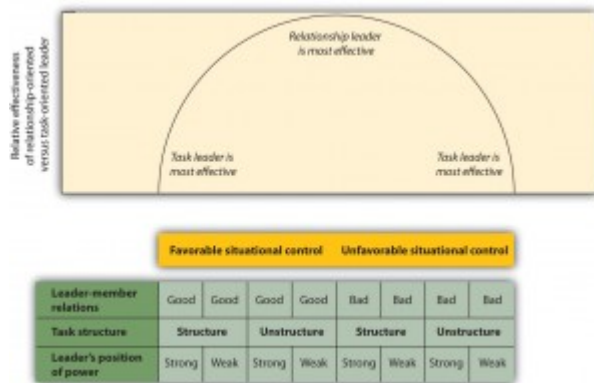 Relative effectiveness
of relationship-oriented
versus task-oriented leader
Relationship leader
is most effective
Task leader is
most effective
Task leader is
most effective
Favorable situational control Unfavorable situational control
Leader-member
relations
Good Good Good Good Bad Bad Bad Bad
Task structure Structure Unstructure Structure Unstructure
Leader's position
of power
Strong Weak Strong Weak Strong Weak Strong Weak